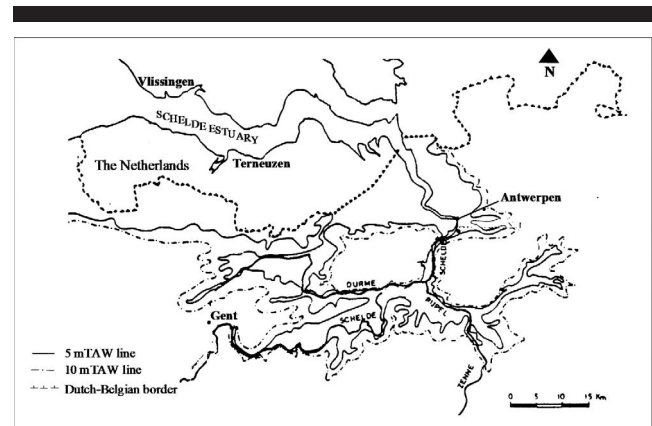 N
Vlissingen
SCHELDE ESTUARY
The Netherlands
Terneuzen
Antwerpen
SCHELDE
DURME
RUPEL
SCHELDE
Gent
ZENNE
5 mTAW line
10 mTAW line
Dutch-Belgian border
0 5 10 15 Km